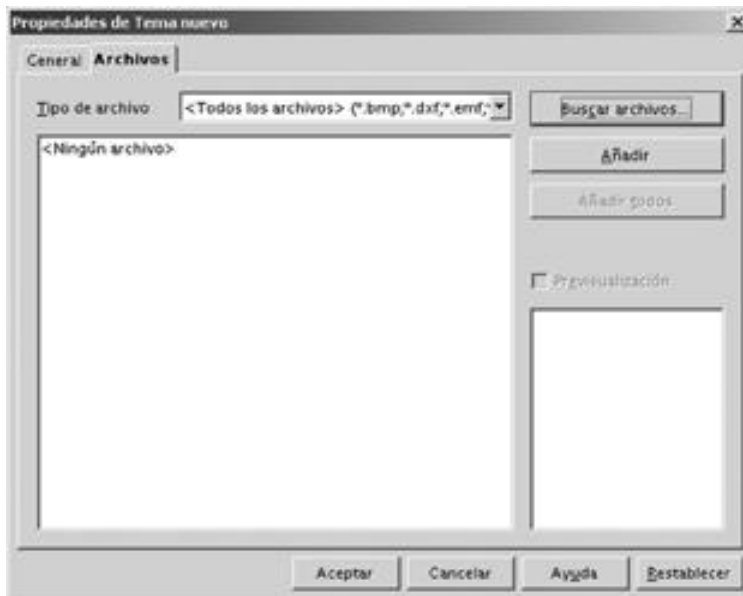 Propiedades de Tema nuevo
General Archivos
Tipo de archivo <Todos los archivos> (*.bmp,*.dxf,*.emf,* Buscar archivos...
<Ningún archivo>
Añadir
Añadir todos
Previsualización
Aceptar Cancelar Ayuda Restablecer